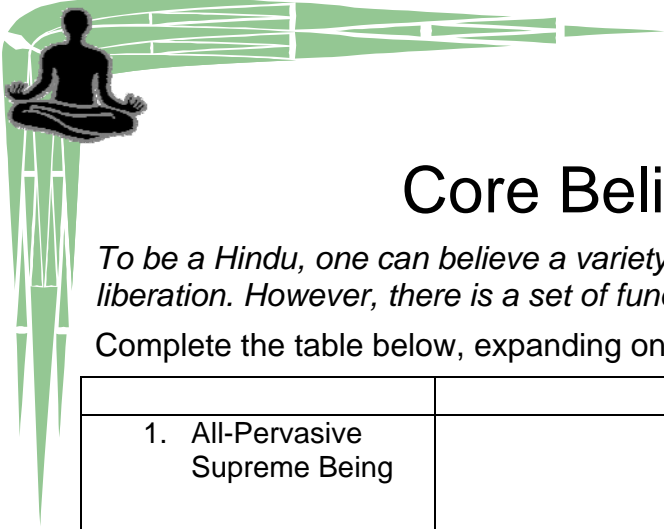 Core Beli
To be a Hindu, one can believe a variety
liberation. However, there is a set of fun
Complete the table below, expanding on
1. All-Pervasive
Supreme Being